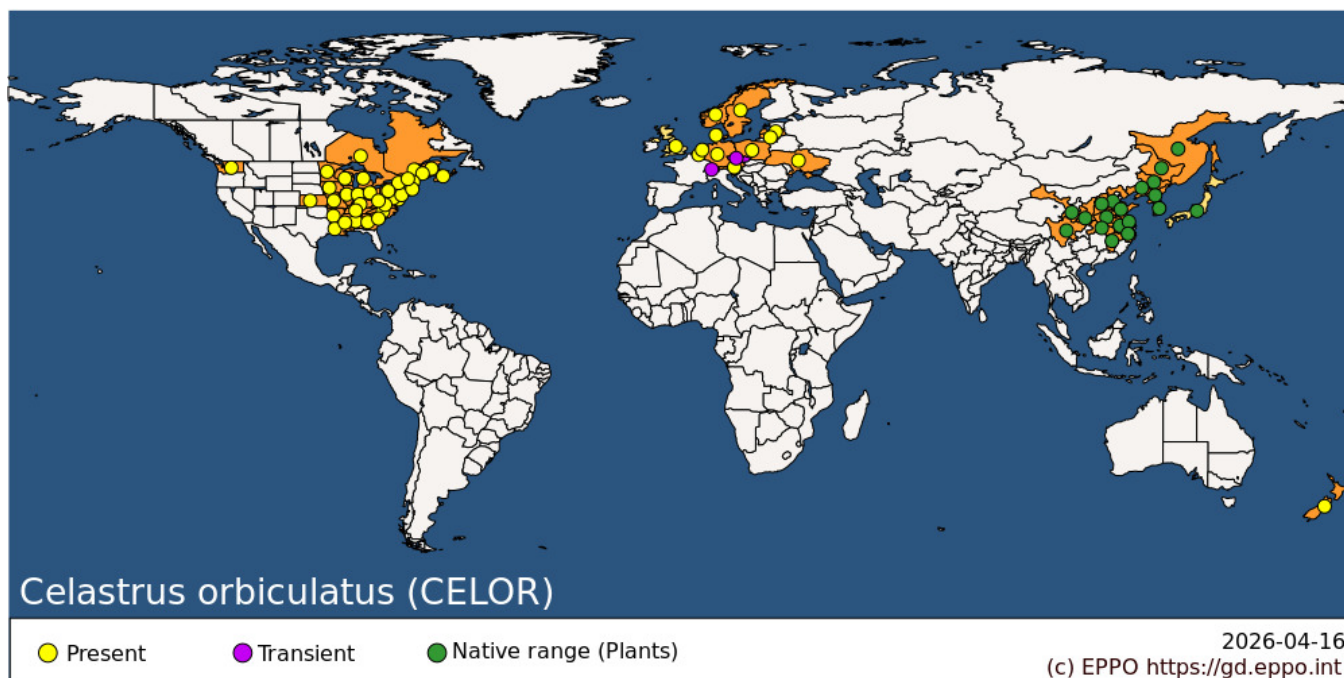 Celastrus orbiculatus (CELOR)
Present
Transient
Native range (Plants)
2026-04-16
(c) EPPO https://gd.eppo.int